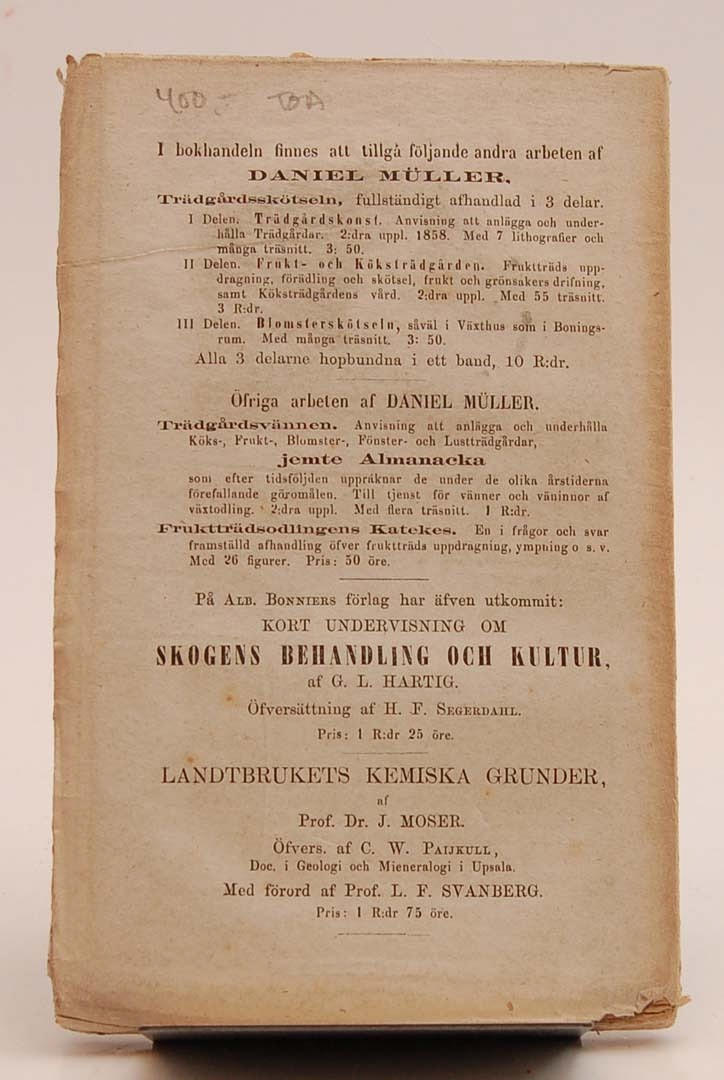 400:-
I bokhandeln finnes att tillgå följande andra arbeten af
DANIEL MÜLLER.
Trädgårdsskötseln, fullständigt afhandlad i 3 delar.
I Delen. Trädgårdskonst. Anvisning att anlägga och under-
hålla Trädgårdar. 2:dra uppl. 1858. Med 7 lithografier och
många träsnitt. 3: 50.
II Delen. Frukt- och Köksträdgården. Fruktträds upp-
dragning, förädling och skötsel, frukt och grönsakers drifning,
samt Köksträdgårdens vård. 2:dra uppl. Med 55 träsnitt.
3 R:dr.
III Delen. Blomsterskötseln, såväl i Växthus som i Bonings-
rum. Med många träsnitt. 3: 50.
Alla 3 delarne hopbundna i ett band, 10 R:dr.
Öfriga arbeten af DANIEL MÜLLER.
Trädgårdsvännen. Anvisning att anlägga och underhålla
Köks-, Frukt-, Blomster-, Fönster- och Lustträdgårdar,
jemte Almanacka
som efter tidsföljden uppräknar de under de olika årstiderna
förefallande göromålen. Till tjenst för vänner och väninnor af
växtodling. 2:dra uppl. Med flera träsnitt. 1 R:dr.
Fruktträdsodlingens Katekes. En i frågor och svar
framställd afhandling öfver fruktträds uppdragning, ympning o s. v.
Med 26 figurer. Pris: 50 öre.
På ALB. BONNIERS förlag har äfven utkommit:
KORT UNDERVISNING OM
SKOGENS BEHANDLING OCH KULTUR,
af G. L. HARTIG.
Öfversättning af H. F. SEGERDAHL.
Pris: 1 R:dr 25 öre.
LANDTBRUKETS KEMISKA GRUNDER,
af
Prof. Dr. J. MOSER.
Öfvers. af C. W. PAIJKULL,
Doc. i Geologi och Mieneralogi i Upsala.
Med förord af Prof. L. F. SVANBERG.
Pris: 1 R:dr 75 öre.